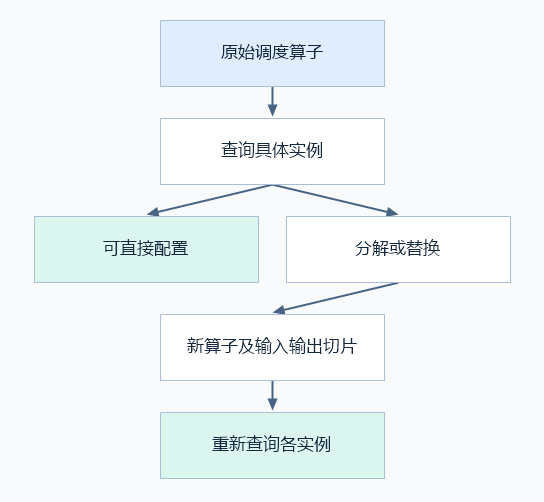 原始调度算子
查询具体实例
可直接配置
分解或替换
新算子及输入输出切片
重新查询各实例